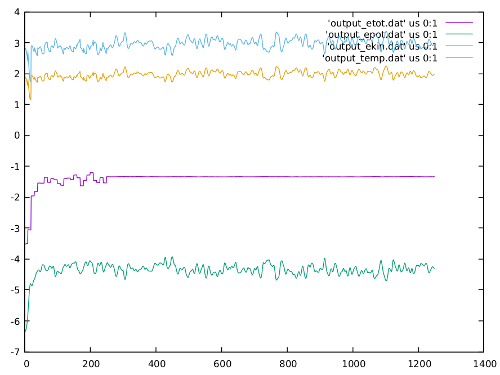 4
3
2
1
0
-1
-2
-3
-4
-5
-6
-7
0 200 400 600 800 1000 1200 1400
'output_etot.dat' us 0:1
'output_epot.dat' us 0:1
'output_ekin.dat' us 0:1
'output_temp.dat' us 0:1